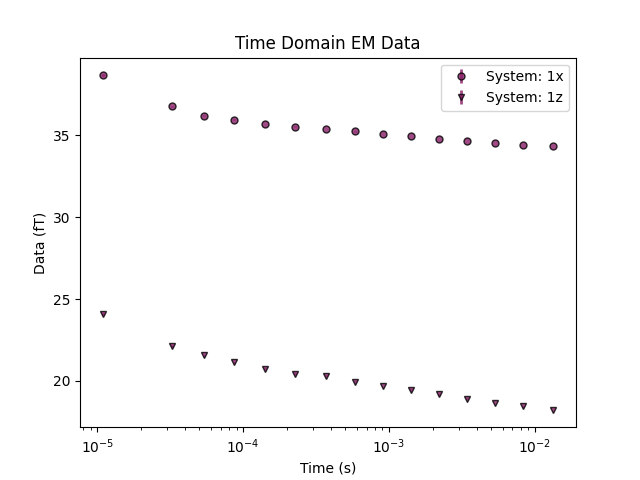 Time Domain EM Data
System: 1x
System: 1z
Data (fT)
35
30
25
20
10⁻⁵
10⁻⁴
10⁻³
10⁻²
Time (s)